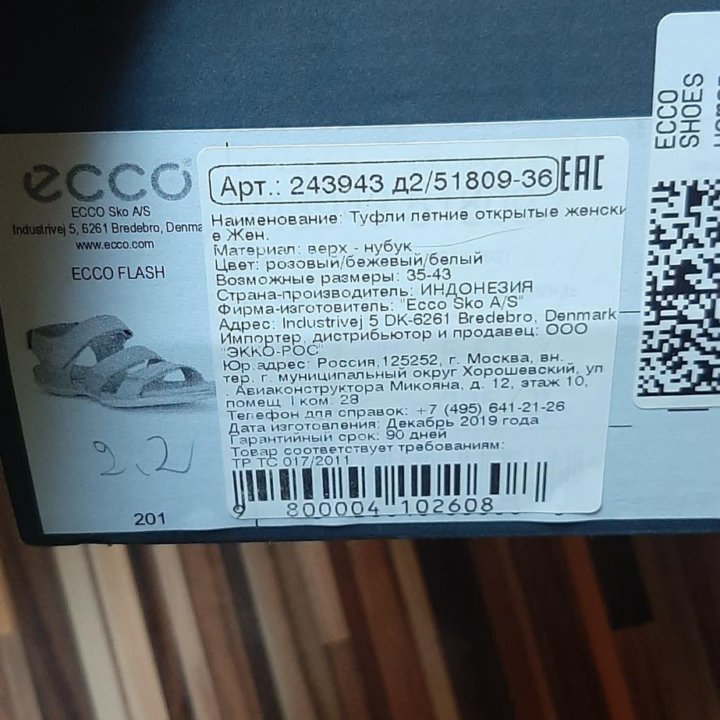 ecco
ECCO Sko A/S
Industrivej 5, 6261 Bredebro, Denma
www.ecco.com
ECCO FLASH
2.2
201
Арт.: 243943 д2/51809-36
EAC
Наименование: Туфли летние открытые женски
е Жен.
Материал: верх - нубук
Цвет: розовый/бежевый/белый
Возможные размеры: 35-43
Страна-производитель: ИНДОНЕЗИЯ
Фирма-изготовитель: "Ecco Sko A/S"
Адрес: Industrivej 5 DK-6261 Bredebro, Denmark
Импортер, дистрибьютор и продавец: ООО
"ЭККО-РОС"
Юр.адрес: Россия,125252, г. Москва, вн.
тер. г. муниципальный округ Хорошевский, ул
. Авиаконструктора Микояна, д. 12, этаж 10,
помещ I ком. 28
Телефон для справок: +7 (495) 641-21-26
Дата изготовления: Декабрь 2019 года
Гарантийный срок: 90 дней
Товар соответствует требованиям:
ТР ТС 017/2011
9 800004 102608
ECCO
SHOES